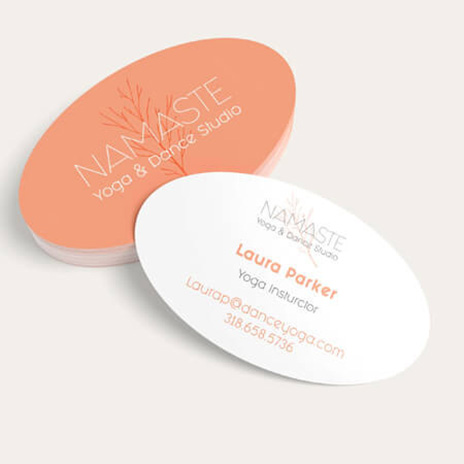 NAMASTE
Yoga & Dance Studio
NAMASTE
Yoga & Dance Studio
Laura Parker
Yoga Insturctor
Laurap@danceyoga.com
318.658.5736